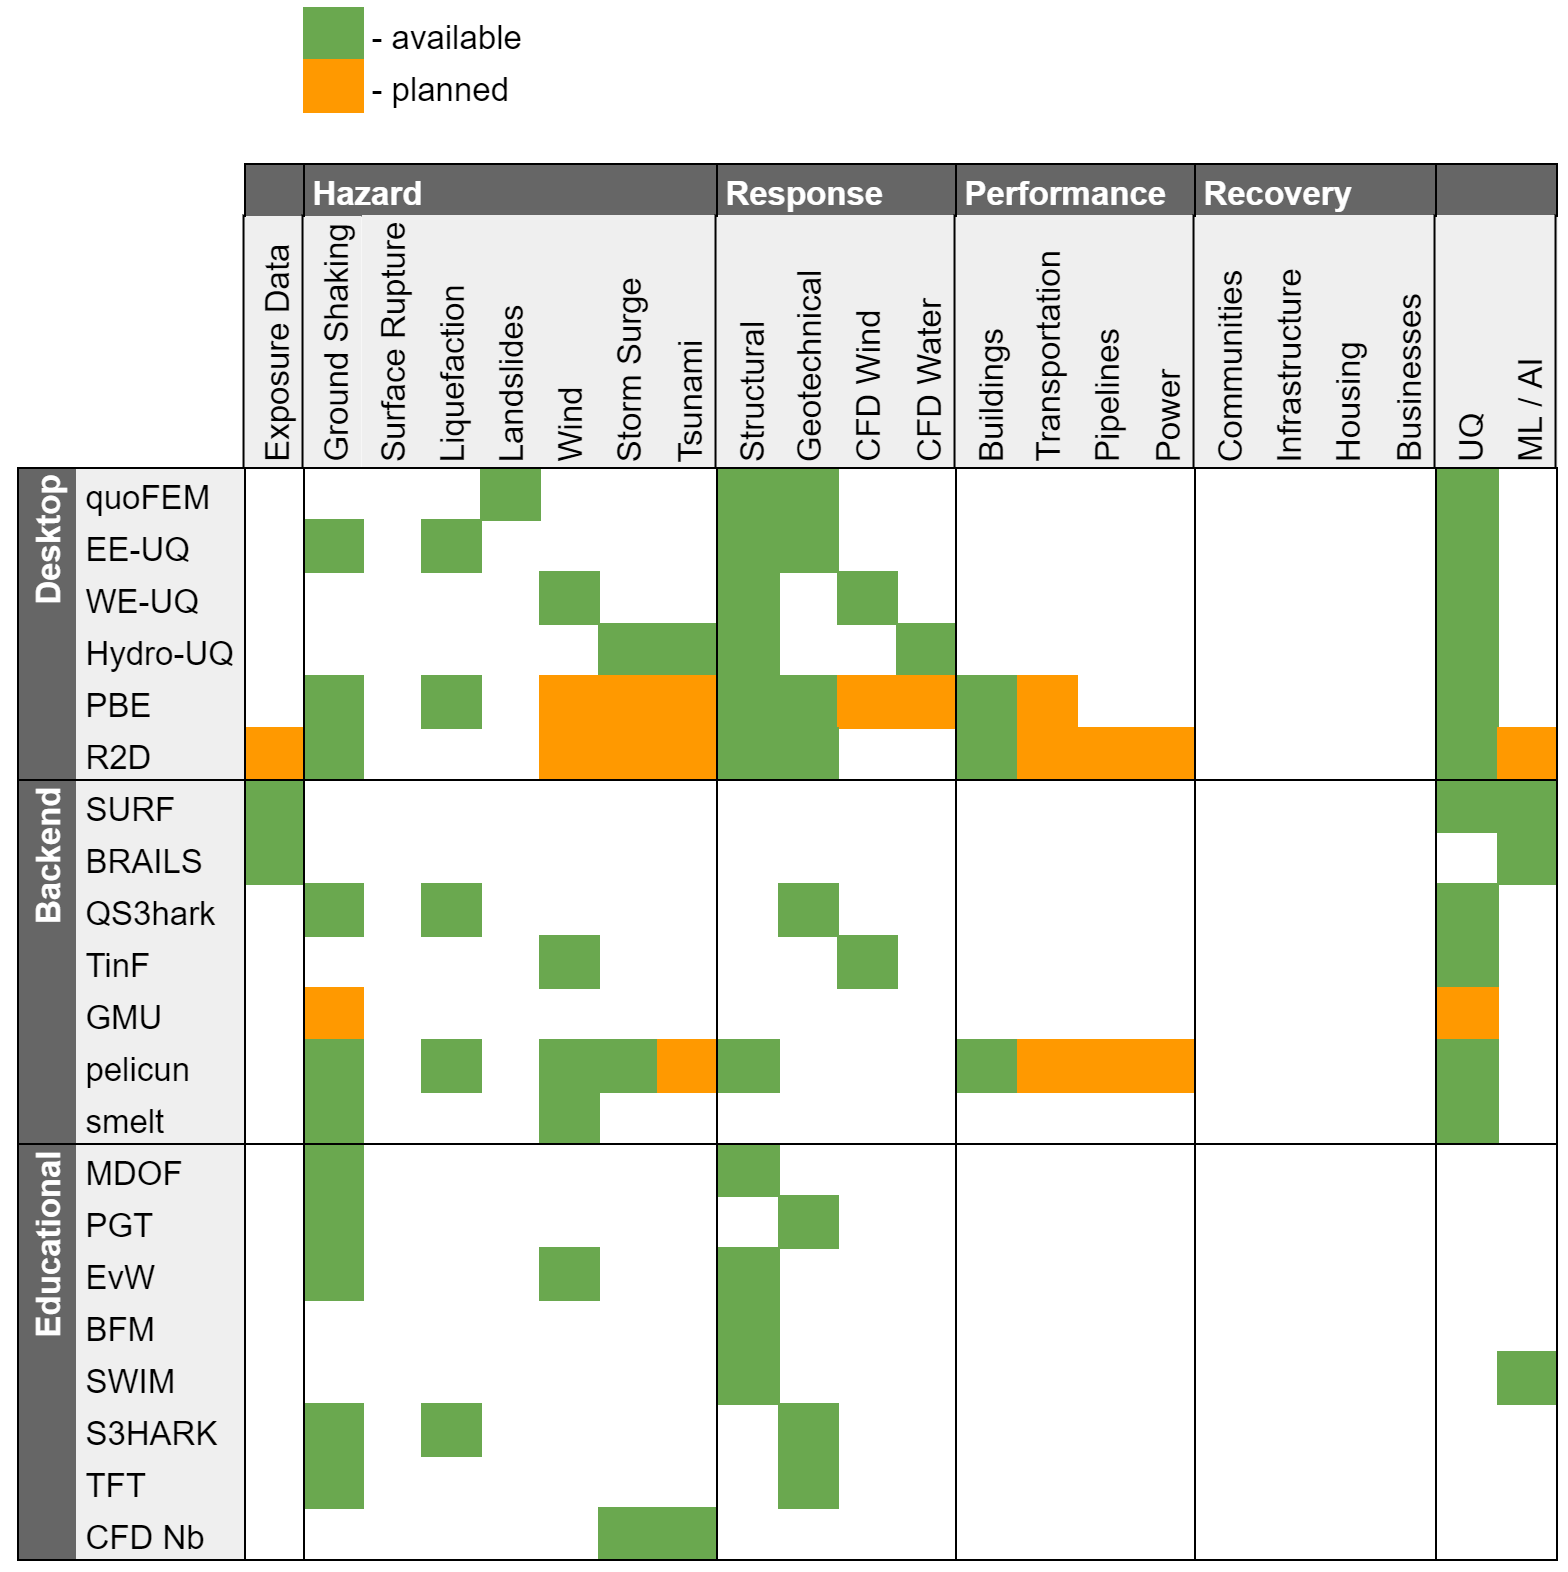 - available
- planned
Hazard
Response
Performance
Recovery
Exposure Data
Ground Shaking
Surface Rupture
Liquefaction
Landslides
Wind
Storm Surge
Tsunami
Structural
Geotechnical
CFD Wind
CFD Water
Buildings
Transportation
Pipelines
Power
Communities
Infrastructure
Housing
Businesses
UQ
ML / AI
Desktop
quoFEM
EE-UQ
WE-UQ
Hydro-UQ
PBE
R2D
Backend
SURF
BRAILS
QS3hark
TinF
GMU
pelicun
smelt
Educational
MDOF
PGT
EvW
BFM
SWIM
S3HARK
TFT
CFD Nb